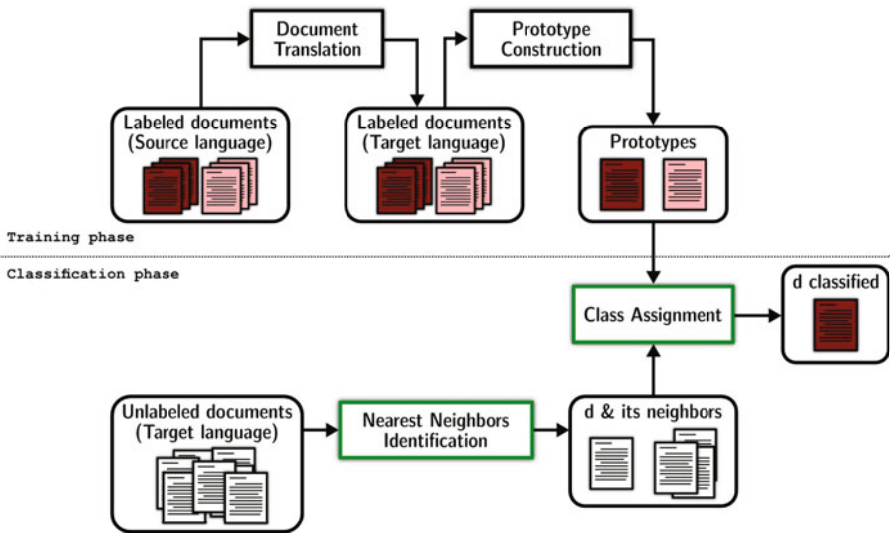 Document
Translation
Prototype
Construction
Labeled documents
(Source language)
Labeled documents
(Target language)
Prototypes
Training phase
Classification phase
Class Assignment
d classified
Unlabeled documents
(Target language)
Nearest Neighbors
Identification
d & its neighbors